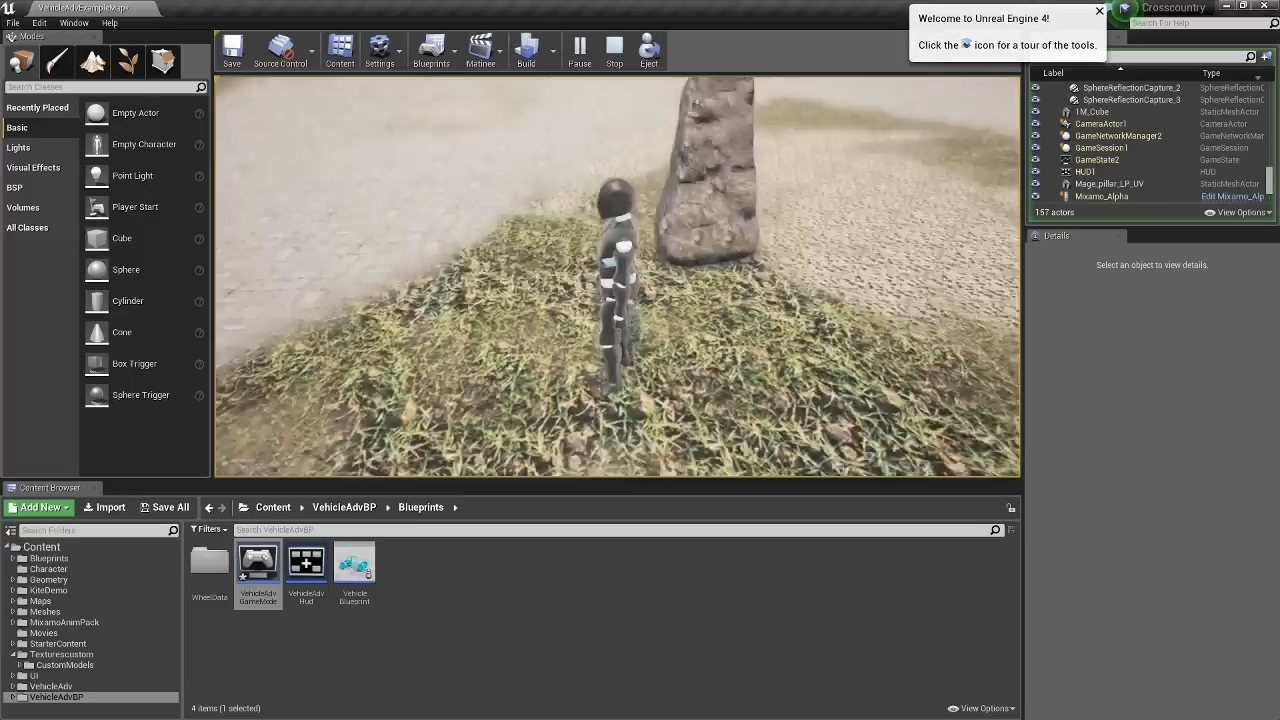 VehicleAdvExampleMap*
File Edit Window Help
Crosscountry
Search For Help
Welcome to Unreal Engine 4!
Click the icon for a tour of the tools.
Modes
Save
Source Control
Content
Settings
Blueprints
Matinee
Build
Pause
Stop
Eject
Search Classes
Recently Placed
Basic
Lights
Visual Effects
BSP
Volumes
All Classes
Empty Actor
Empty Character
Point Light
Player Start
Cube
Sphere
Cylinder
Cone
Box Trigger
Sphere Trigger
Label Type
SphereReflectionCapture_2 SphereReflectionC
SphereReflectionCapture_3 SphereReflectionC
1M_Cube StaticMeshActor
CameraActor1 CameraActor
GameNetworkManager2 GameNetworkMar
GameSession1 GameSession
GameState2 GameState
HUD1 HUD
Mage_pillar_LP_UV StaticMeshActor
Mixamo_Alpha Edit Mixamo_Alp
157 actors View Options
Details
Select an object to view details.
Content Browser
Add New Import Save All Content VehicleAdvBP Blueprints
Search Folders
Filters Search VehicleAdvBP
Content
Blueprints
Character
Geometry
KiteDemo
Maps
Meshes
MixamoAnimPack
Movies
StarterContent
Texturescustom
CustomModels
UI
VehicleAdv
VehicleAdvBP
WheelData
VehicleAdv
GameMode
VehicleAdv
Hud
Vehicle
Blueprint
4 items (1 selected) View Options